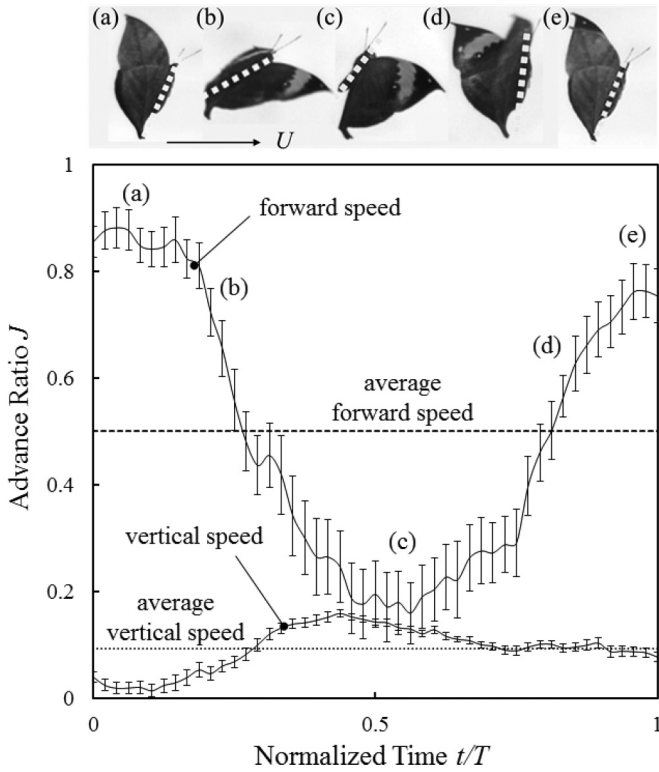 (a) (b) (c) (d) (e)
U
1
0.8
0.6
0.4
0.2
0
Advance Ratio J
(a)
forward speed
(b)
(e)
(d)
average
forward speed
vertical speed
(c)
average
vertical speed
0 0.5 1
Normalized Time t/T